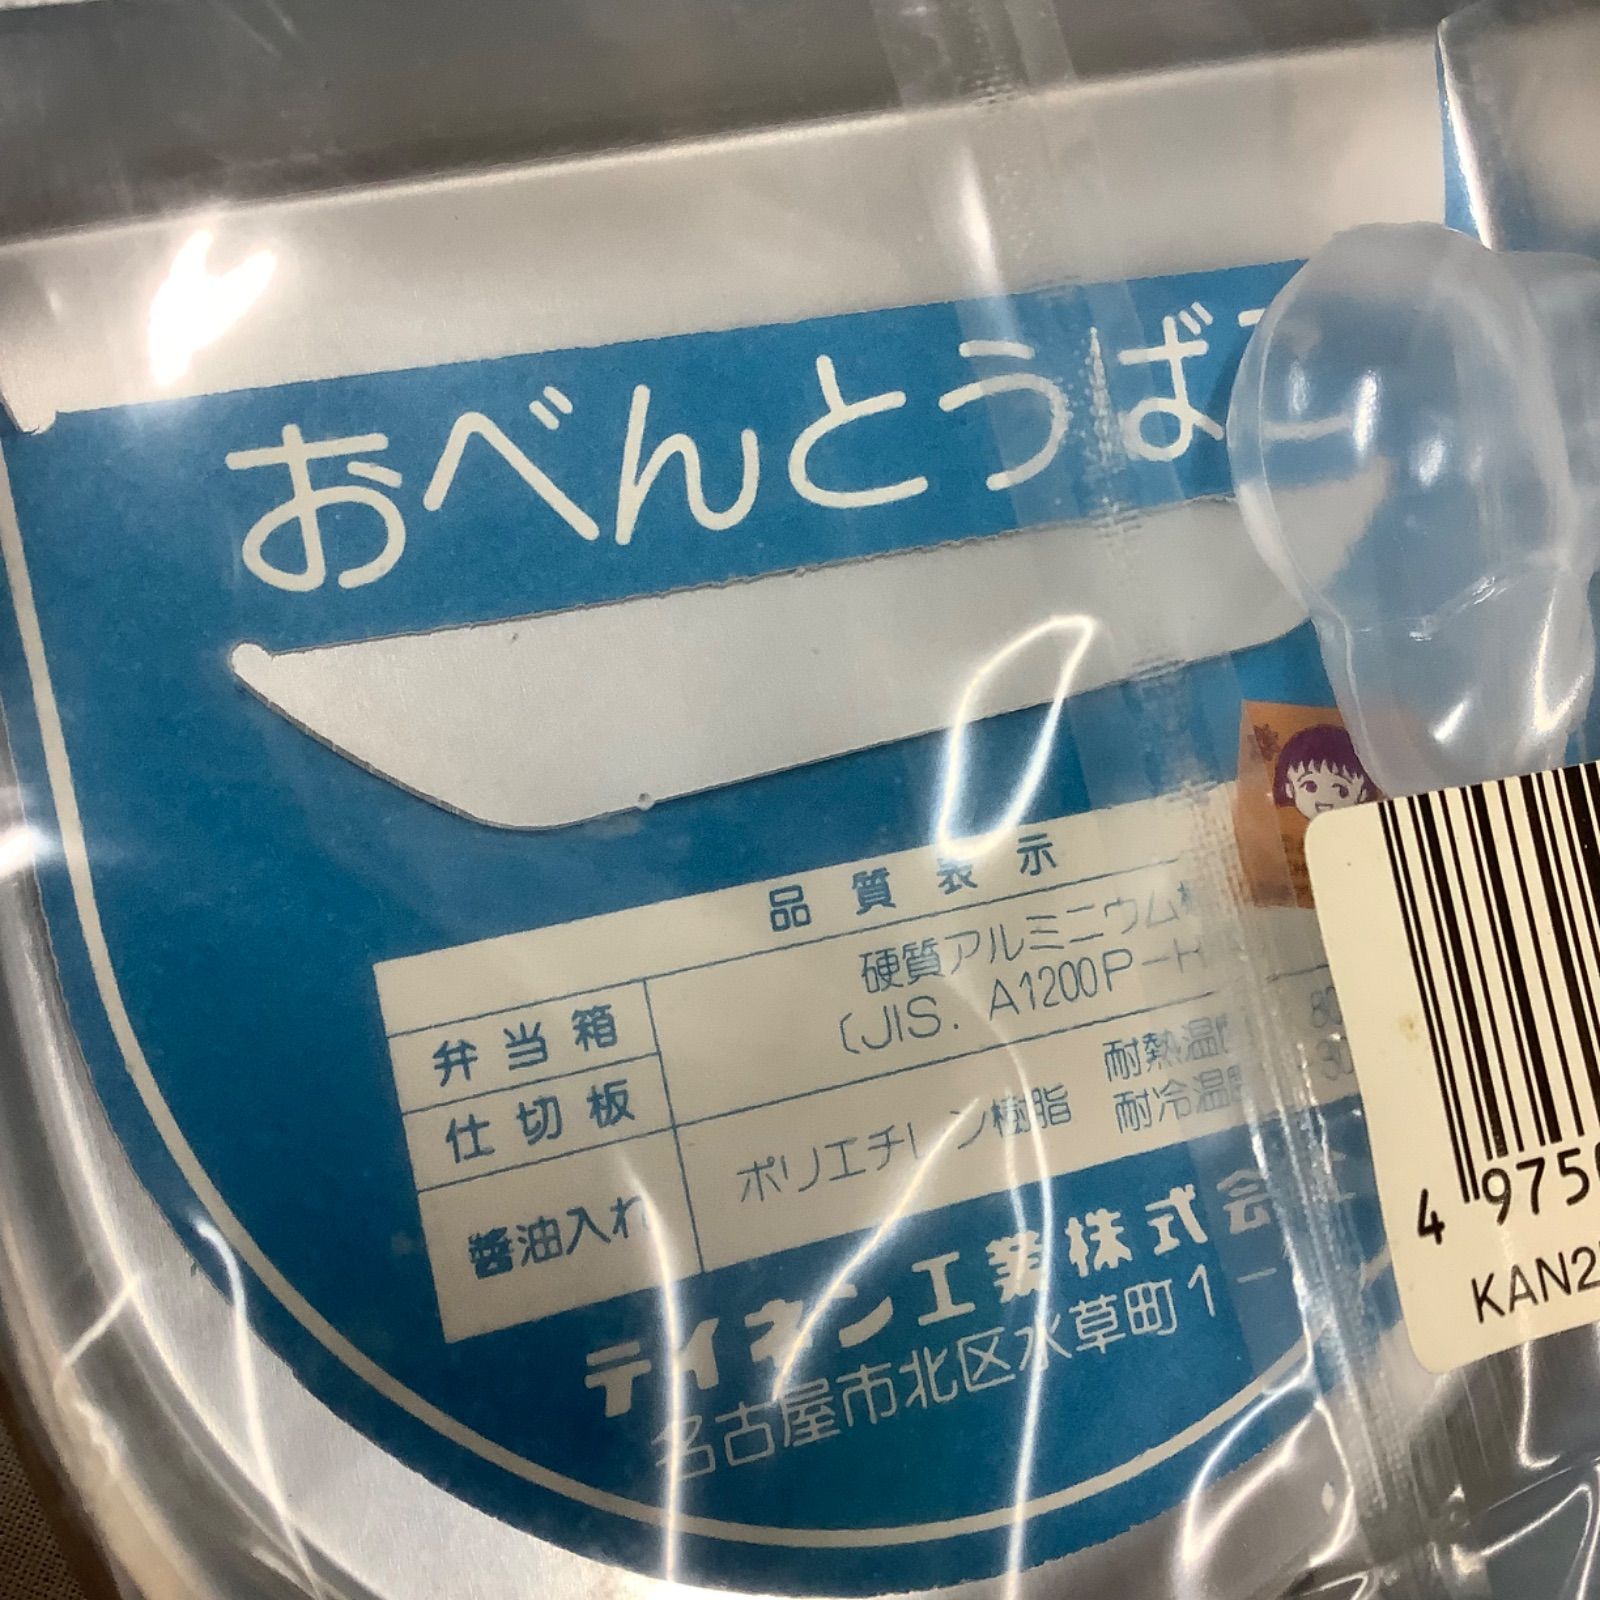 おべんとうば
品質表示
弁当箱
硬質アルミニウム
〔JIS. A1200P-H
仕切板
醤油入れ
ポリエチレン樹脂
耐熱温
耐冷温
テイネン工業株式会
名古屋市北区水草町1-
4 9750
KAN2